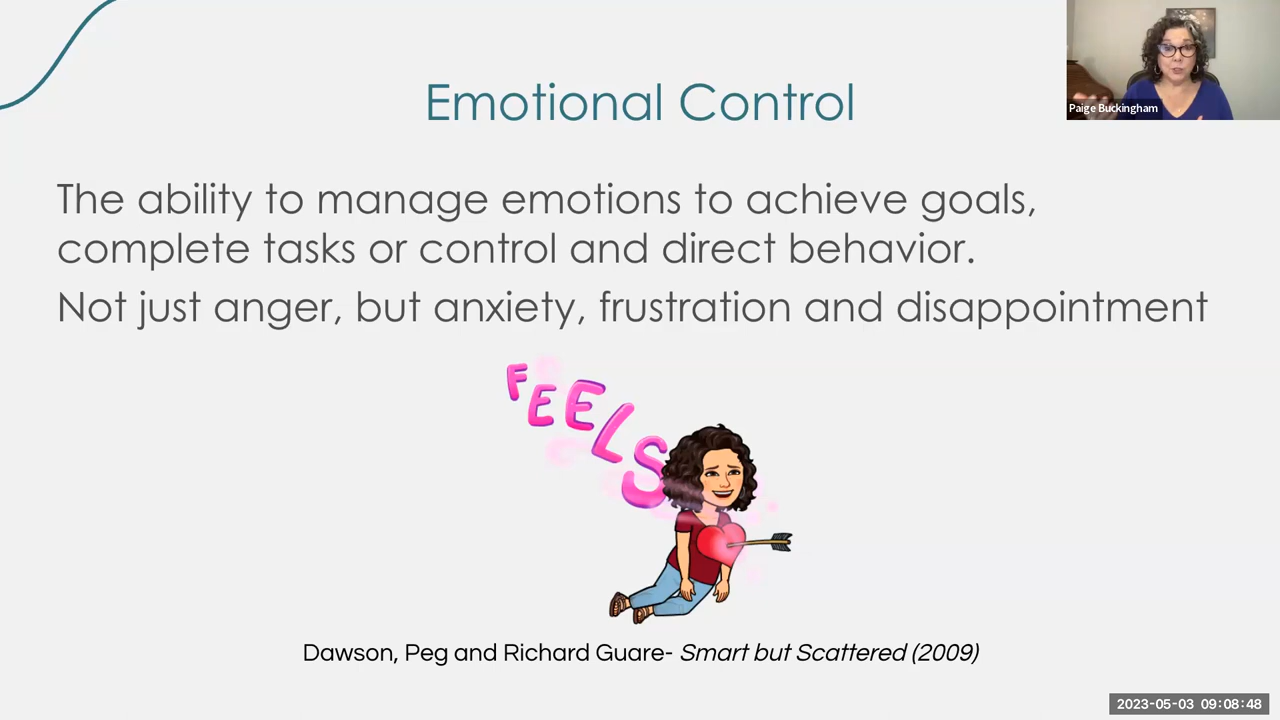 Emotional Control
Paige Buckingham
The ability to manage emotions to achieve goals,
complete tasks or control and direct behavior.
Not just anger, but anxiety, frustration and disappointment
FEELS
Dawson, Peg and Richard Guare- Smart but Scattered (2009)
2023-05-03 09:08:48